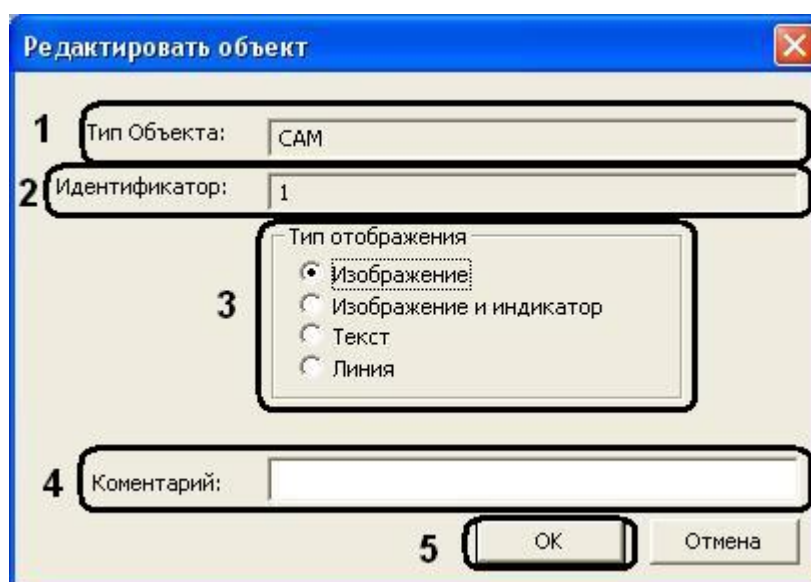 Редактировать объект
1 Тип Объекта: CAM
2 Идентификатор: 1
Тип отображения
Изображение
3 Изображение и индикатор
Текст
Линия
4 Коментарий:
5 OK Отмена